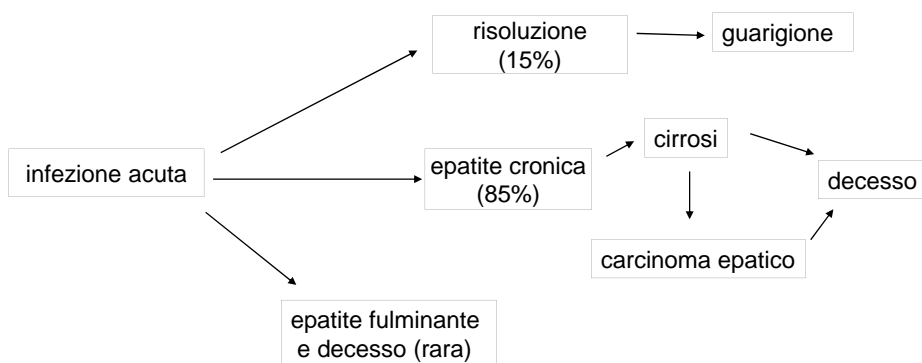 risoluzione
(15%)
guarigione
infezione acuta
epatite cronica
(85%)
cirrosi
decesso
carcinoma epatico
epatite fulminante
e decesso (rara)